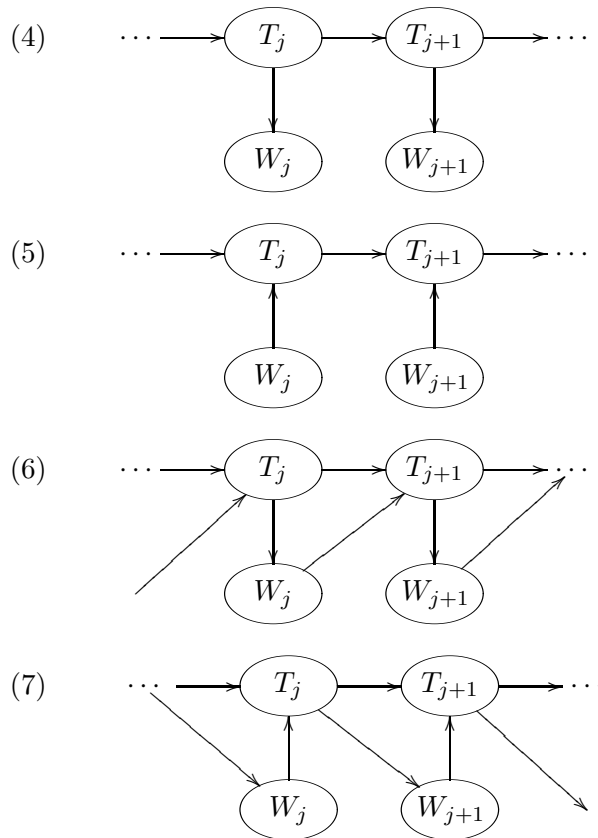 (4) ··· T_j T_{j+1} ···
W_j W_{j+1}
(5) ··· T_j T_{j+1} ···
W_j W_{j+1}
(6) ··· T_j T_{j+1} ···
W_j W_{j+1}
(7) ··· T_j T_{j+1} ··
W_j W_{j+1}